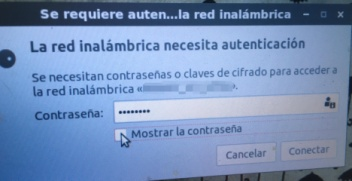 Se requiere auten...la red inalámbrica
La red inalámbrica necesita autenticación
Se necesitan contraseñas o claves de cifrado para acceder a
la red inalámbrica «
».
Contraseña: ••••••••
Mostrar la contraseña
Cancelar Conectar